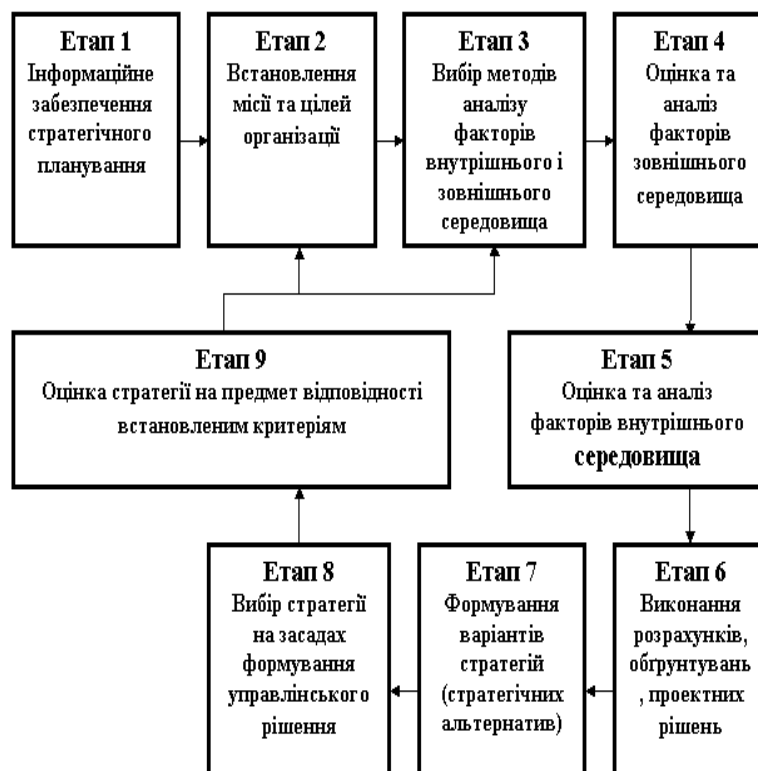 Етап 1
Інформаційне
забезпечення
стратегічного
планування
Етап 2
Встановлення
місії та цілей
організації
Етап 3
Вибір методів
аналізу
факторів
внутрішнього і
зовнішнього
середовища
Етап 4
Оцінка та
аналіз
факторів
зовнішнього
середовища
Етап 5
Оцінка та аналіз
факторів внутрішнього
середовища
Етап 6
Виконання
розрахунків,
обґрунтувань
, проектних
рішень
Етап 7
Формування
варіантів
стратегій
(стратегічних
альтернатив)
Етап 8
Вибір стратегії
на засадах
формування
управлінського
рішення
Етап 9
Оцінка стратегії на предмет відповідності
встановленим критеріям